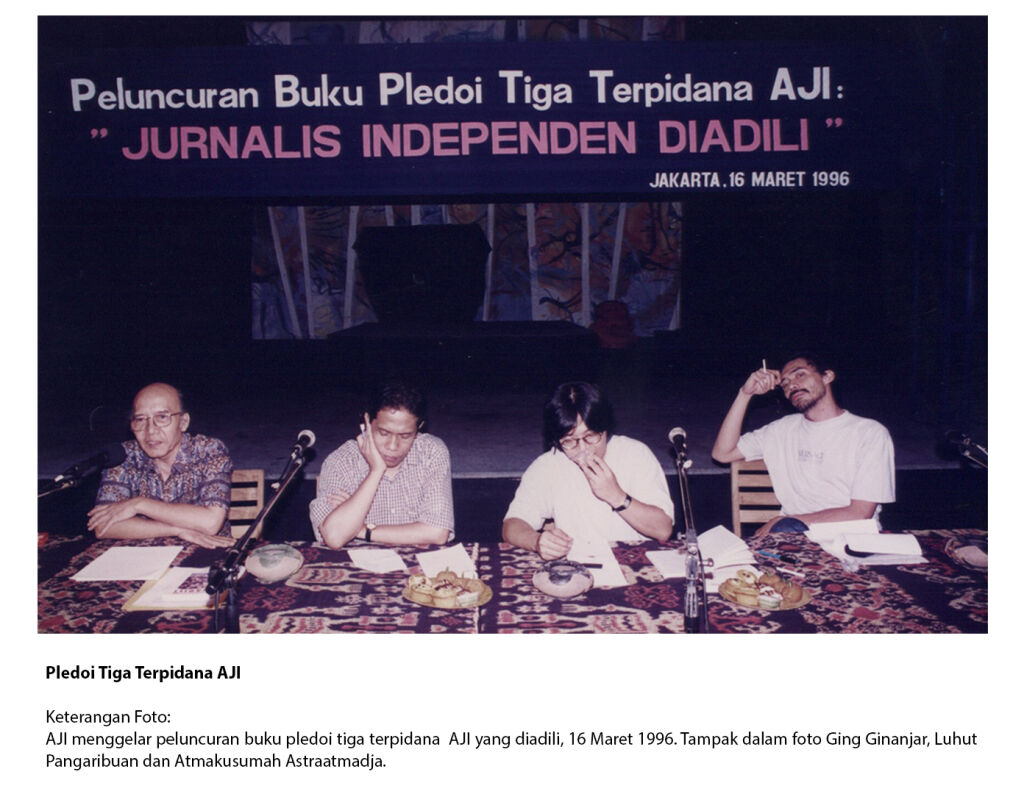 Peluncuran Buku Pledoi Tiga Terpidana AJI:
" JURNALIS INDEPENDEN DIADILI "
JAKARTA, 16 MARET 1996
Pledoi Tiga Terpidana AJI
Keterangan Foto:
AJI menggelar peluncuran buku pledoi tiga terpidana AJI yang diadili, 16 Maret 1996. Tampak dalam foto Ging Ginanjar, Luhut
Pangaribuan dan Atmakusumah Astraatmadja.